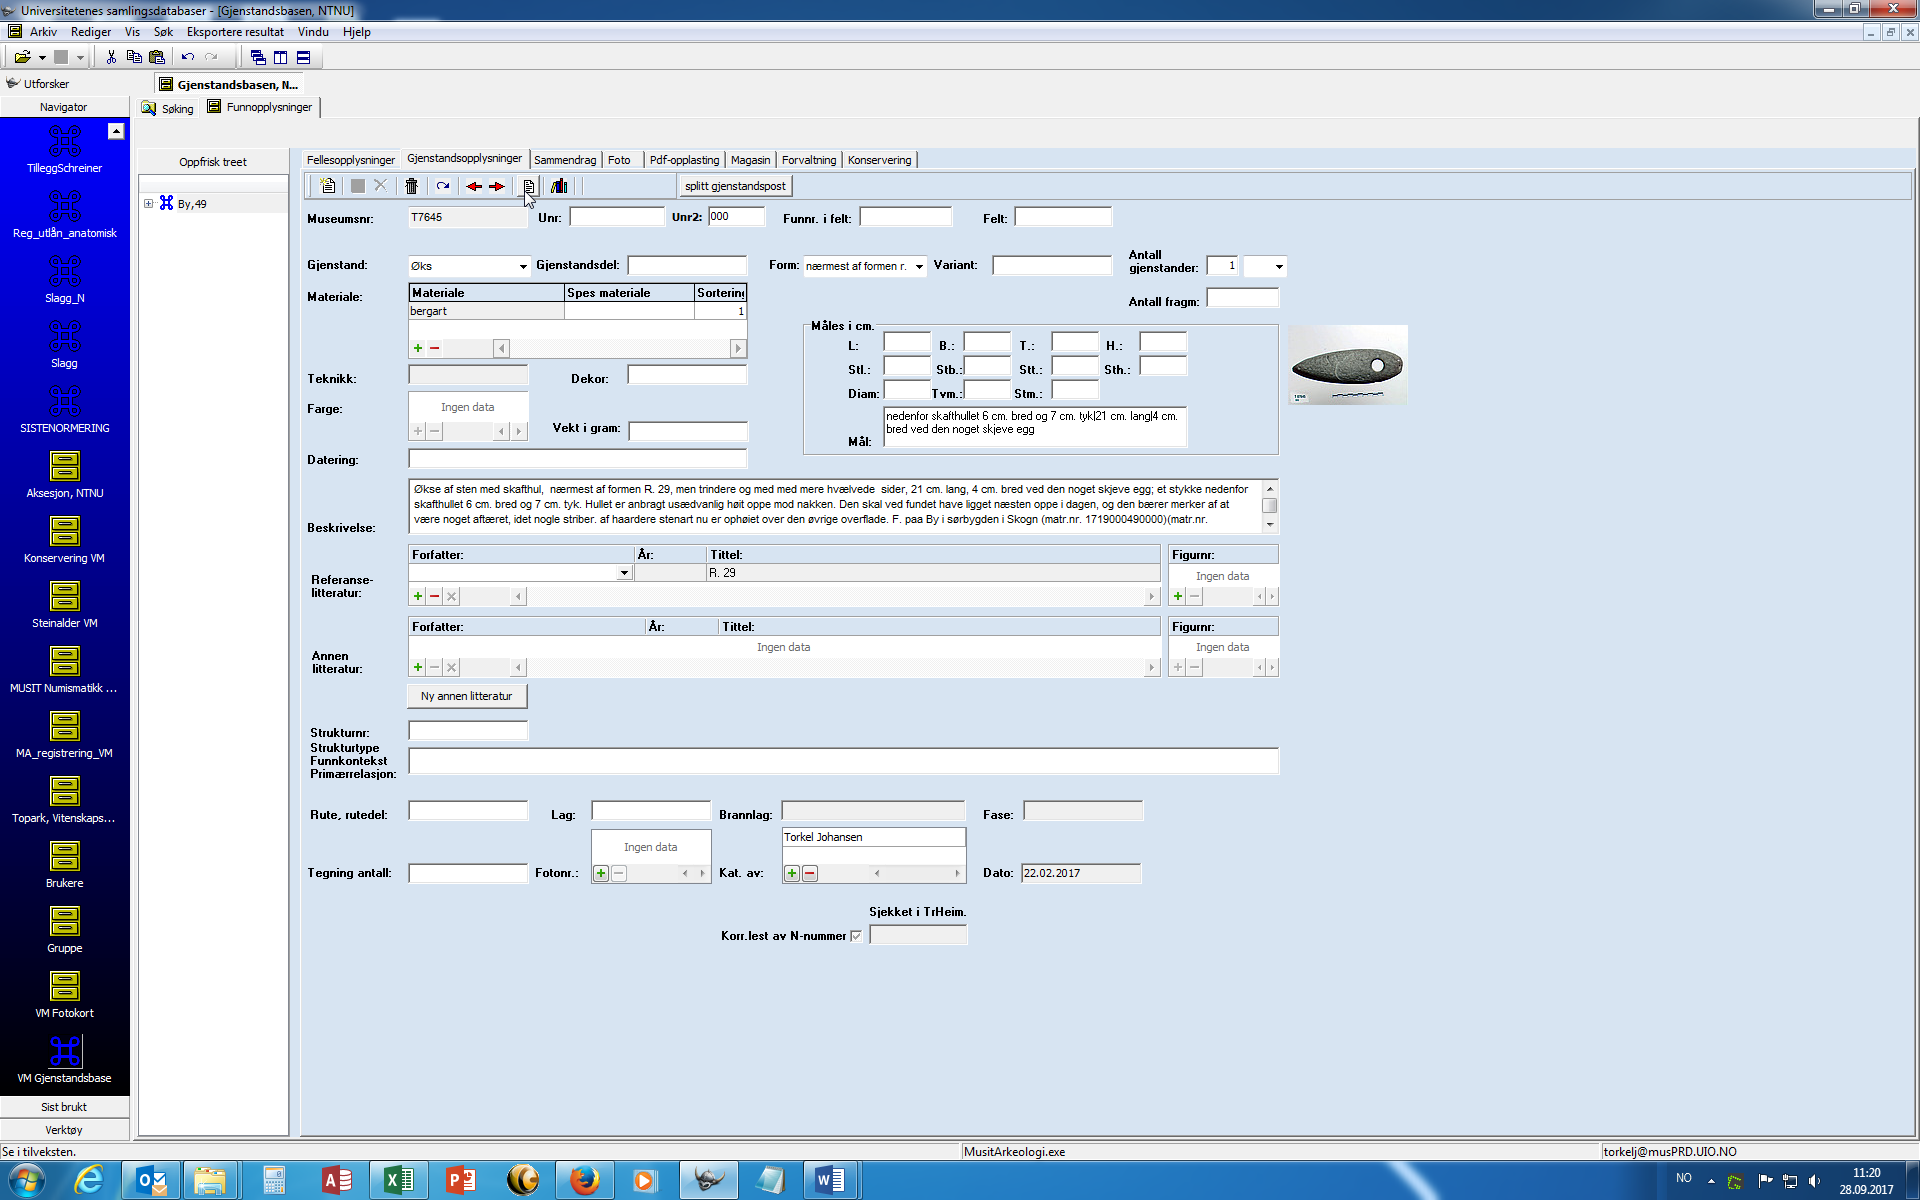 Universitetenes samlingsdatabaser - [Gjenstandsbasen, NTNU]
Arkiv Rediger Vis Søk Eksportere resultat Vindu Hjelp
Utforsker
Gjenstandsbasen, N...
Navigator
Søking Funnopplysninger
TilleggSchreiner
Reg_utlån_anatomisk
Slagg_N
Slagg
SISTENORMERING
Aksesjon, NTNU
Konservering VM
Steinalder VM
MUSIT Numismatikk ...
MA_registrering_VM
Topark, Vitenskaps...
Brukere
Gruppe
VM Fotokort
VM Gjenstandsbase
Sist brukt
Verktøy
Oppfrisk treet
By,49
Fellesopplysninger Gjenstandsopplysninger Sammendrag Foto Pdf-opplasting Magasin Forvaltning Konservering
splitt gjenstandspost
Museumsnr: T7645 Unr: Unr2: 000 Funnr. i felt: Felt:
Gjenstand: Øks Gjenstandsdel: Form: nærmest af formen r. Variant: Antall gjenstander: 1
Antall fragm:
Materiale: Materiale Spes materiale Sortering
bergart 1
Måles i cm.
L: B.: T.: H.:
Stl.: Stb.: Stt.: Sth.:
Diam: Tvm.: Stm.:
Mål: nedenfor skafthullet 6 cm. bred og 7 cm. tyk|21 cm. lang|4 cm.
bred ved den noget skjeve egg
Teknikk: Dekor:
Farge: Ingen data Vekt i gram:
Datering:
Beskrivelse: Økse af sten med skafthul, nærmest af formen R. 29, men trindere og med med mere hvælvede sider, 21 cm. lang, 4 cm. bred ved den noget skjeve egg; et stykke nedenfor
skafthullet 6 cm. bred og 7 cm. tyk. Hullet er anbragt usædvanlig høit oppe mod nakken. Den skal ved fundet have ligget næsten oppe i dagen, og den bærer merker af at
være noget aftæret, idet nogle striber. af haardere stenart nu er ophøiet over den øvrige overflade. F. paa By i sørbygden i Skogn (matr.nr. 1719000490000)(matr.nr.
Referanse-
litteratur:
Forfatter: År: Tittel: Figurnr:
R. 29 Ingen data
Annen
litteratur:
Forfatter: År: Tittel: Figurnr:
Ingen data Ingen data
Ny annen litteratur
Strukturnr:
Strukturtype
Funnkontekst
Primærrelasjon:
Rute, rutedel: Lag: Brannlag: Fase:
Tegning antall: Fotonr.: Ingen data Kat. av: Torkel Johansen Dato: 22.02.2017
Sjekket i TrHeim.
Korr.lest av N-nummer
Se i tilveksten. MusitArkeologi.exe torkelj@musPRD.UIO.NO
NO 11:20
28.09.2017